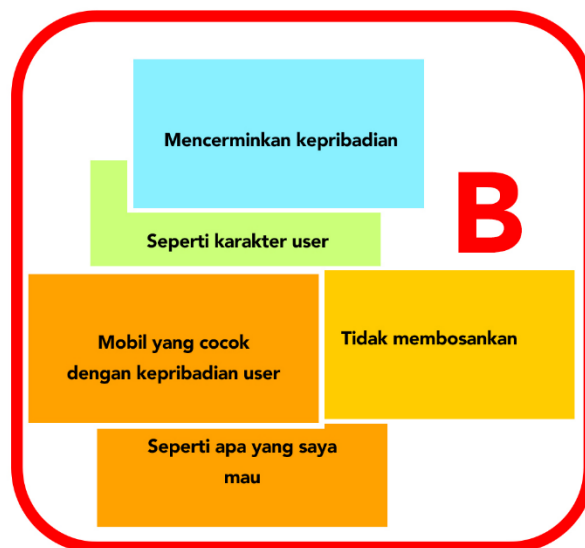 Mencerminkan kepribadian
B
Seperti karakter user
Mobil yang cocok
dengan kepribadian user
Tidak membosankan
Seperti apa yang saya
mau